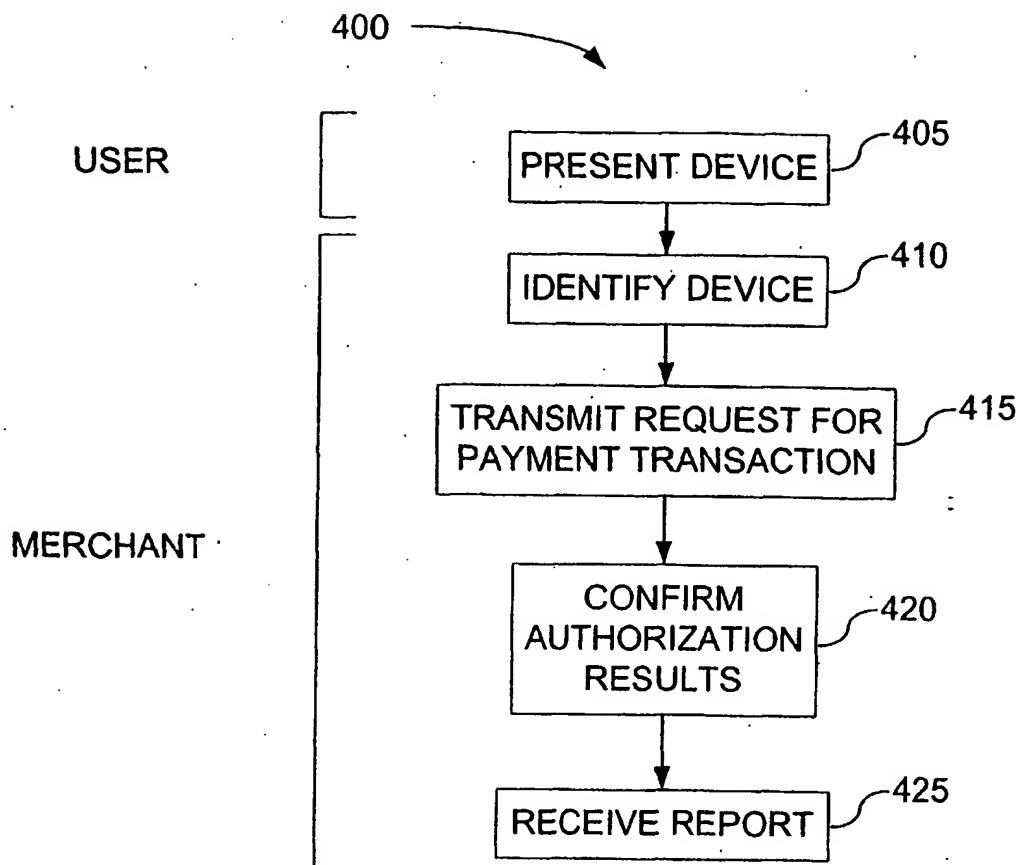 400
USER
PRESENT DEVICE
405
IDENTIFY DEVICE
410
TRANSMIT REQUEST FOR
PAYMENT TRANSACTION
415
MERCHANT
CONFIRM
AUTHORIZATION
RESULTS
420
RECEIVE REPORT
425